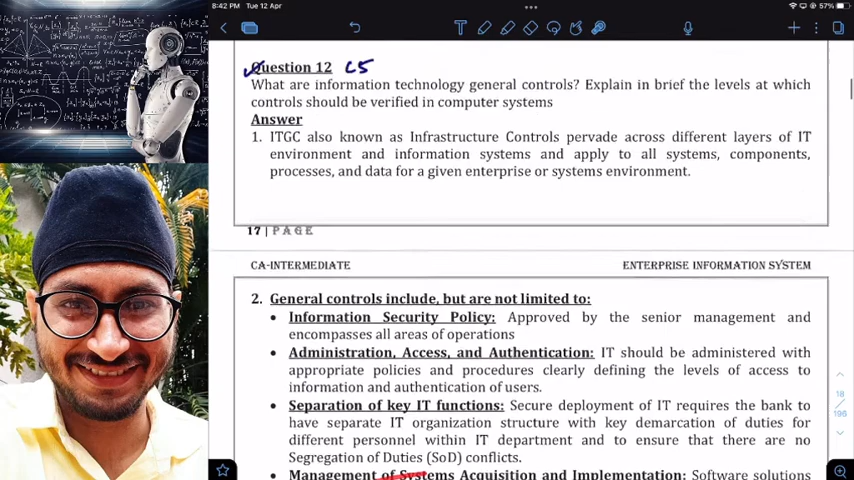 8:42 PM Tue 12 Apr
57%
Question 12 C5
What are information technology general controls? Explain in brief the levels at which
controls should be verified in computer systems
Answer
1. ITGC also known as Infrastructure Controls pervade across different layers of IT
environment and information systems and apply to all systems, components,
processes, and data for a given enterprise or systems environment.
17 | PAGE
CA-INTERMEDIATE ENTERPRISE INFORMATION SYSTEM
2. General controls include, but are not limited to:
• Information Security Policy: Approved by the senior management and
encompasses all areas of operations
• Administration, Access, and Authentication: IT should be administered with
appropriate policies and procedures clearly defining the levels of access to
information and authentication of users.
• Separation of key IT functions: Secure deployment of IT requires the bank to
have separate IT organization structure with key demarcation of duties for
different personnel within IT department and to ensure that there are no
Segregation of Duties (SoD) conflicts.
• Management of Systems Acquisition and Implementation: Software solutions
18
196